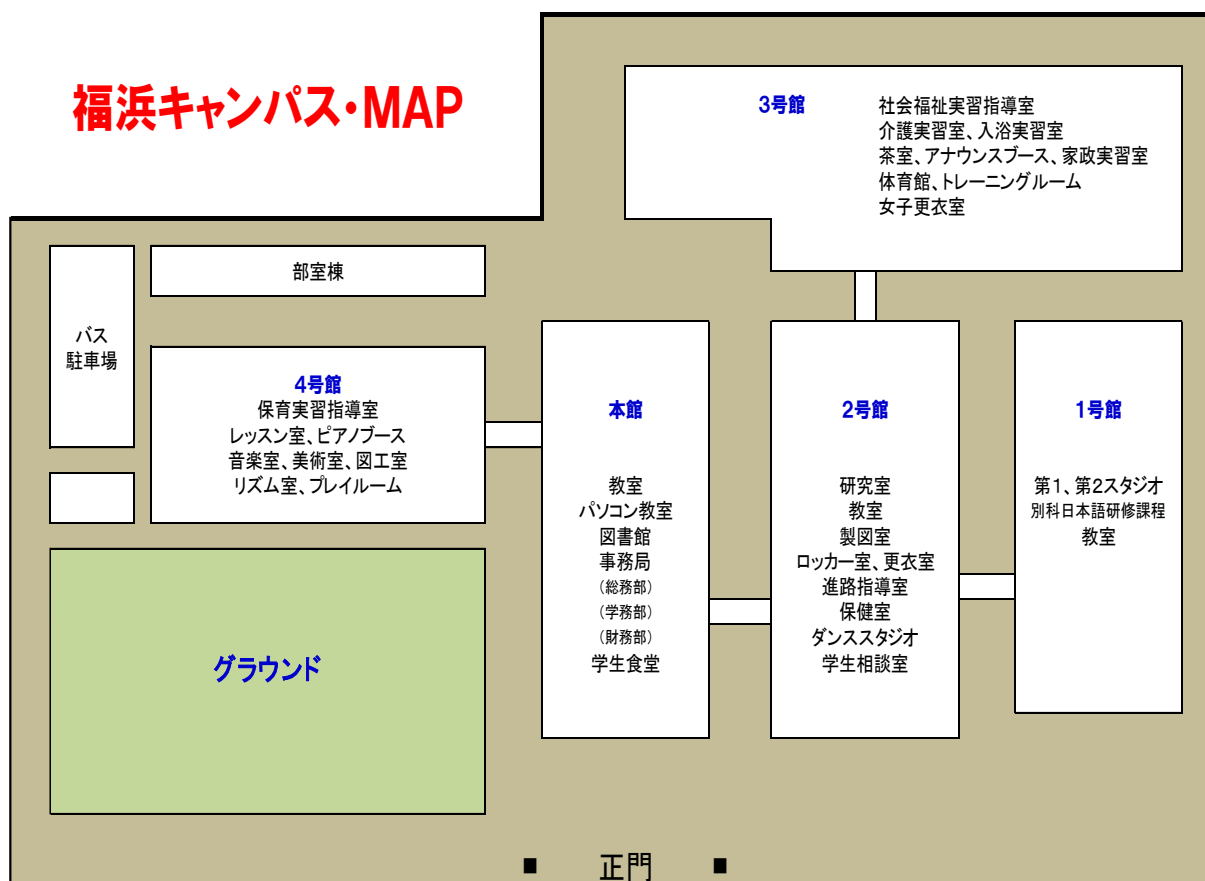 福浜キャンパス・MAP
3号館
社会福祉実習指導室
介護実習室、入浴実習室
茶室、アナウンスブース、家政実習室
体育館、トレーニングルーム
女子更衣室
部室棟
バス
駐車場
4号館
保育実習指導室
レッスン室、ピアノブース
音楽室、美術室、図工室
リズム室、プレイルーム
本館
教室
パソコン教室
図書館
事務局
（総務部）
（学務部）
（財務部）
学生食堂
2号館
研究室
教室
製図室
ロッカー室、更衣室
進路指導室
保健室
ダンススタジオ
学生相談室
1号館
第1、第2スタジオ
別科日本語研修課程
教室
グラウンド
■ 正門 ■